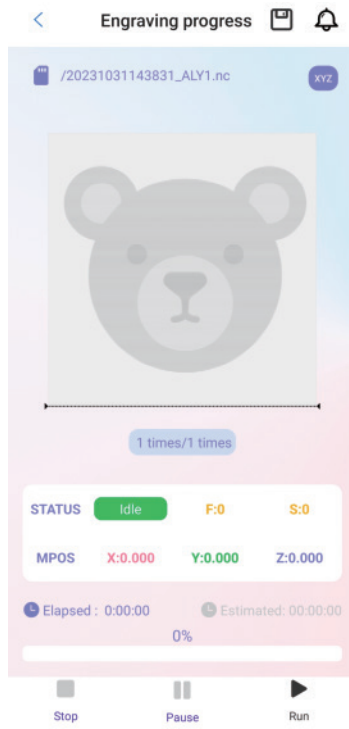 Engraving progress
/20231031143831_ALY1.nc
XYZ
1 times/1 times
STATUS Idle F:0 S:0
MPOS X:0.000 Y:0.000 Z:0.000
Elapsed : 0:00:00 Estimated: 00:00:00
0%
Stop Pause Run